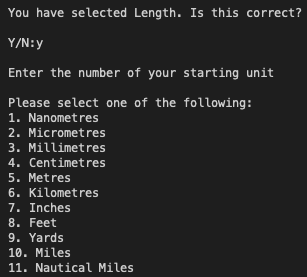 You have selected Length. Is this correct?
Y/N:y
Enter the number of your starting unit
Please select one of the following:
1. Nanometres
2. Micrometres
3. Millimetres
4. Centimetres
5. Metres
6. Kilometres
7. Inches
8. Feet
9. Yards
10. Miles
11. Nautical Miles